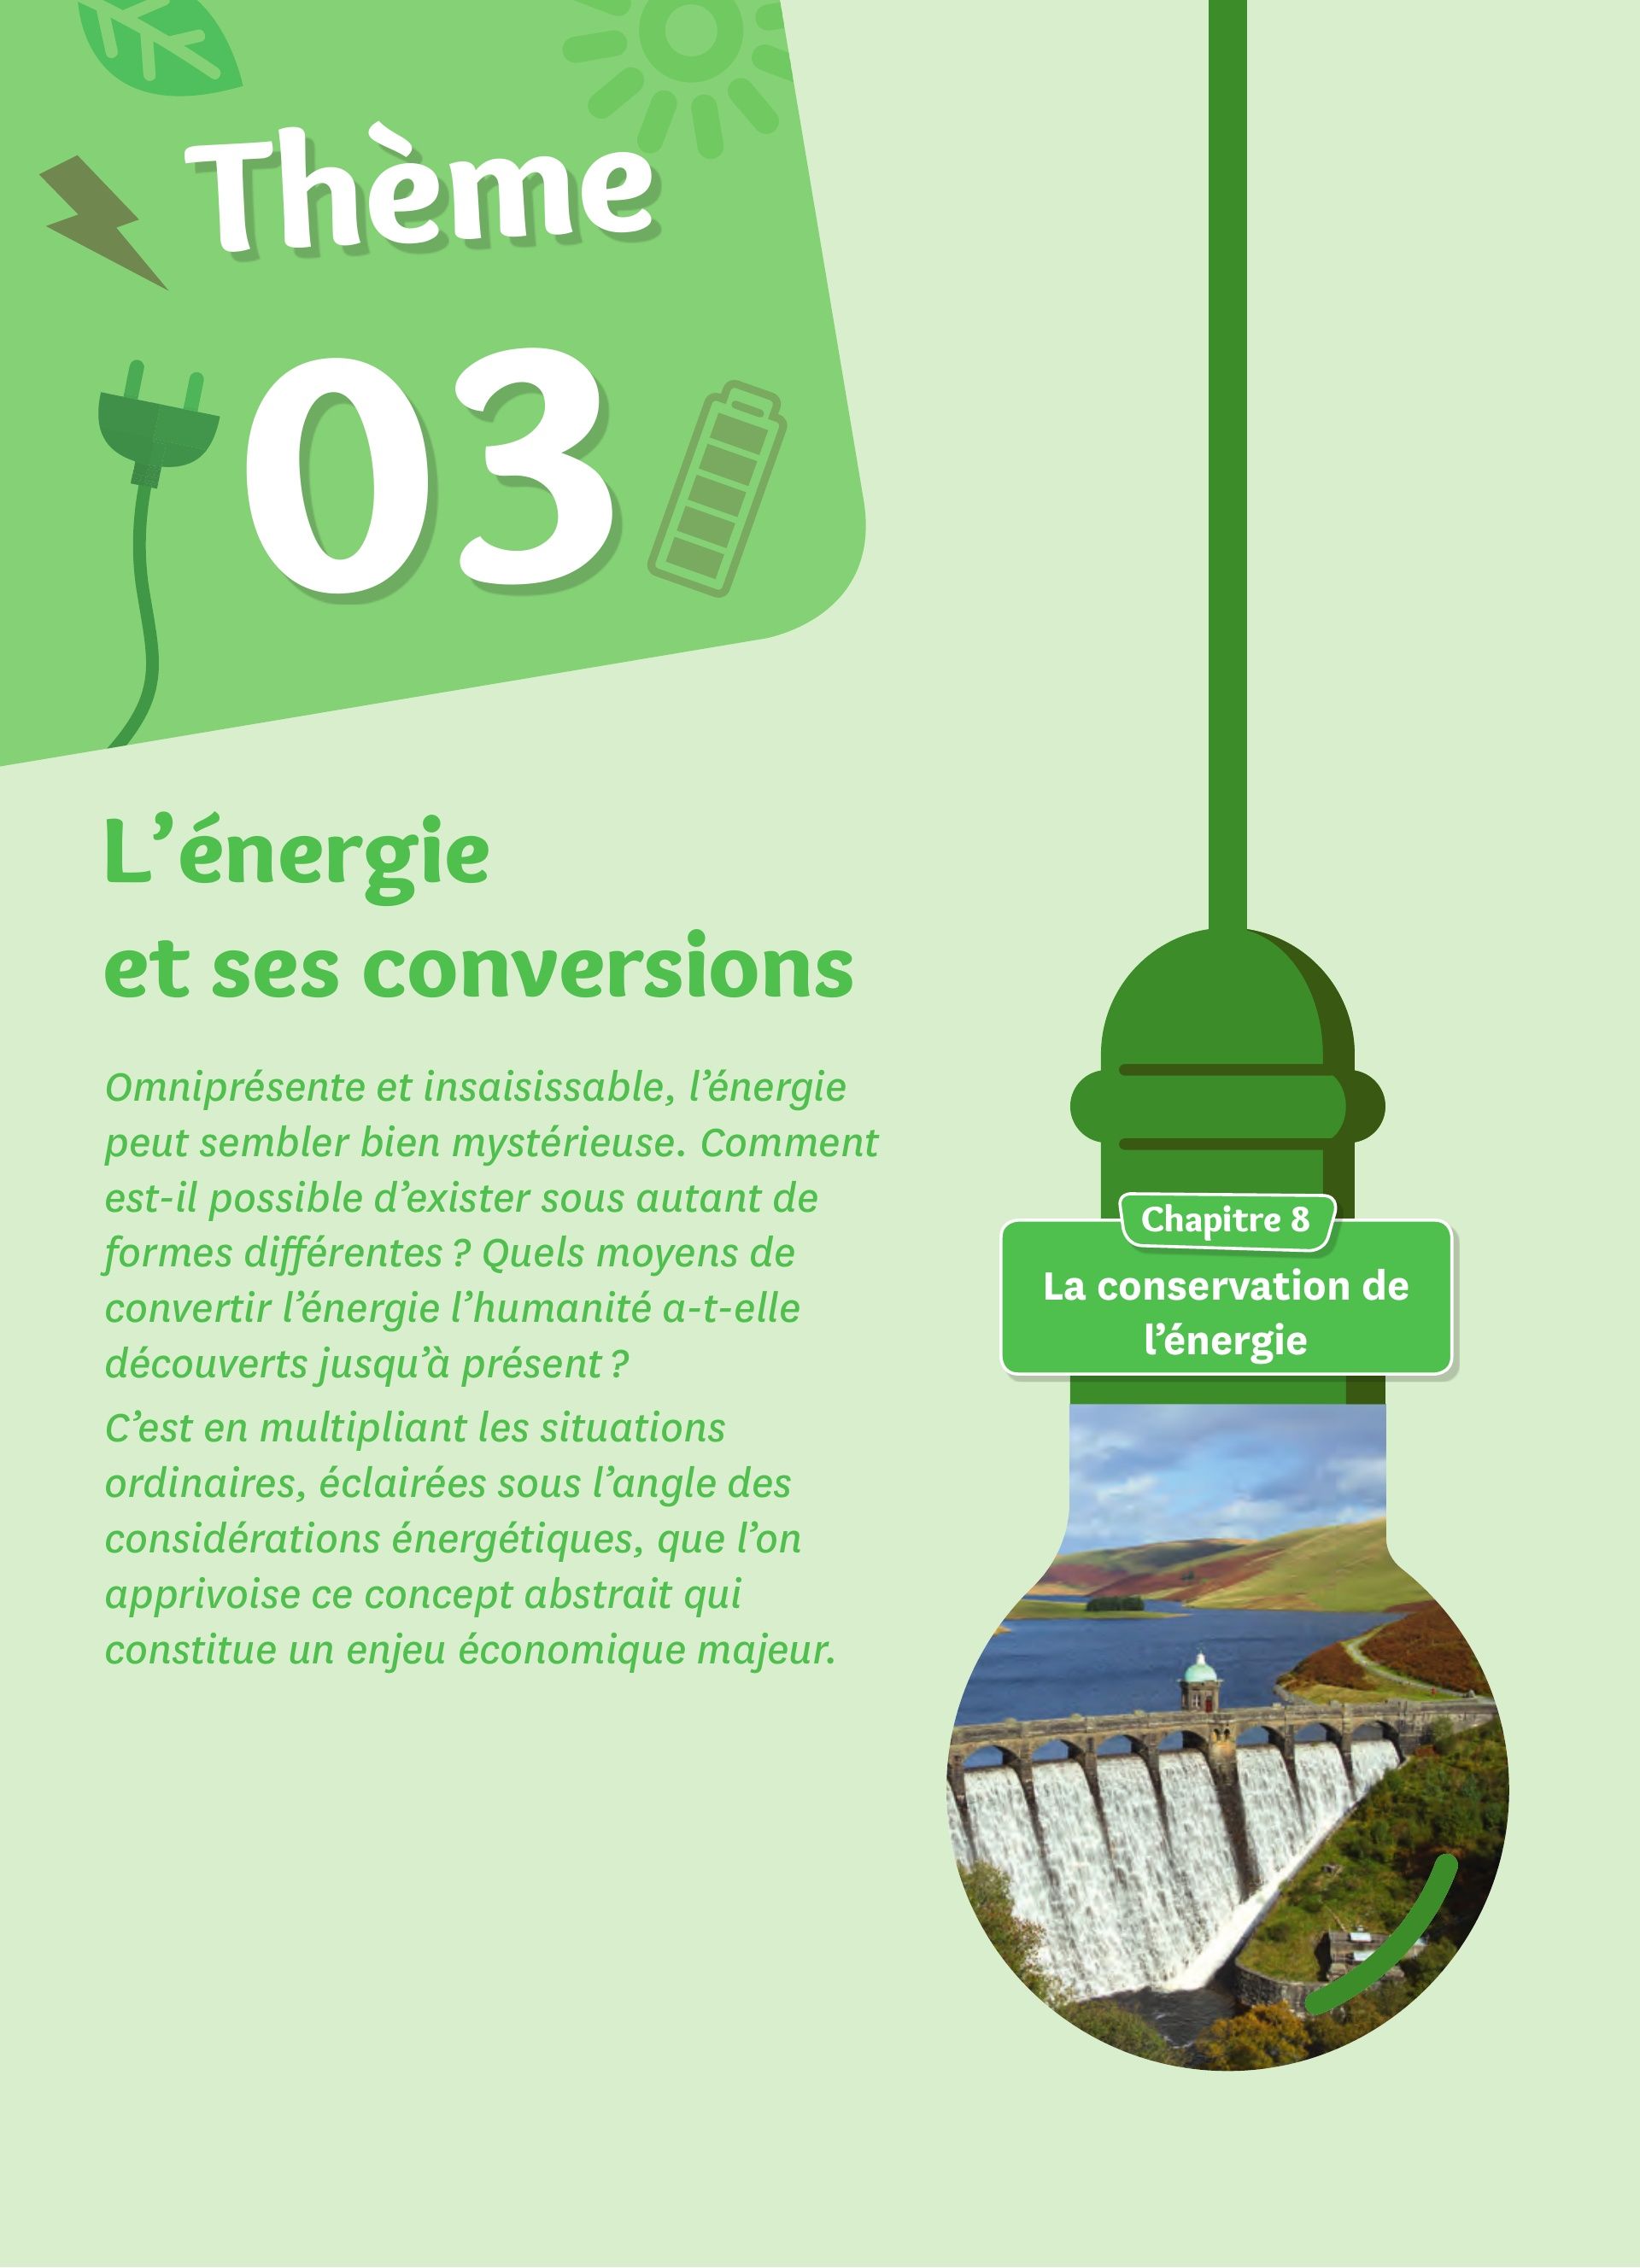 Thème
03
L’énergie
et ses conversions
Omniprésente et insaisissable, l’énergie
peut sembler bien mystérieuse. Comment
est-il possible d’exister sous autant de
formes différentes ? Quels moyens de
convertir l’énergie l’humanité a-t-elle
découverts jusqu’à présent ?
C’est en multipliant les situations
ordinaires, éclairées sous l’angle des
considérations énergétiques, que l’on
apprivoise ce concept abstrait qui
constitue un enjeu économique majeur.
Chapitre 8
La conservation de
l’énergie